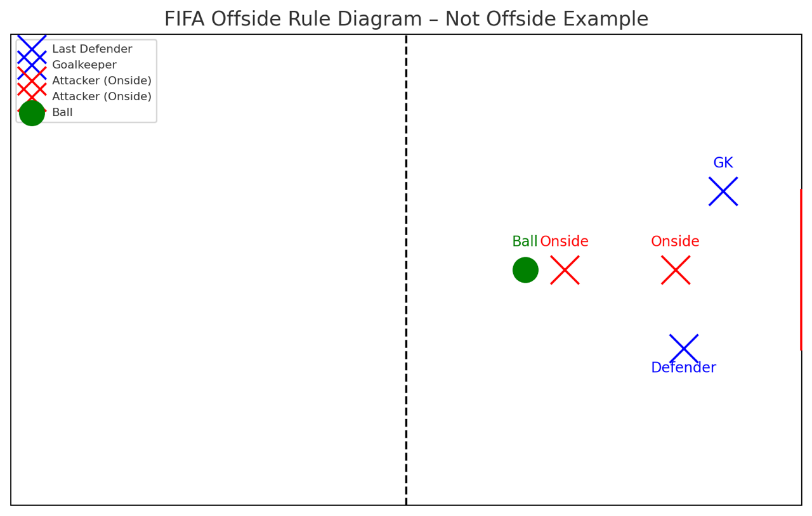 FIFA Offside Rule Diagram – Not Offside Example
Last Defender
Goalkeeper
Attacker (Onside)
Attacker (Onside)
Ball
GK
Ball
Onside
Onside
Defender